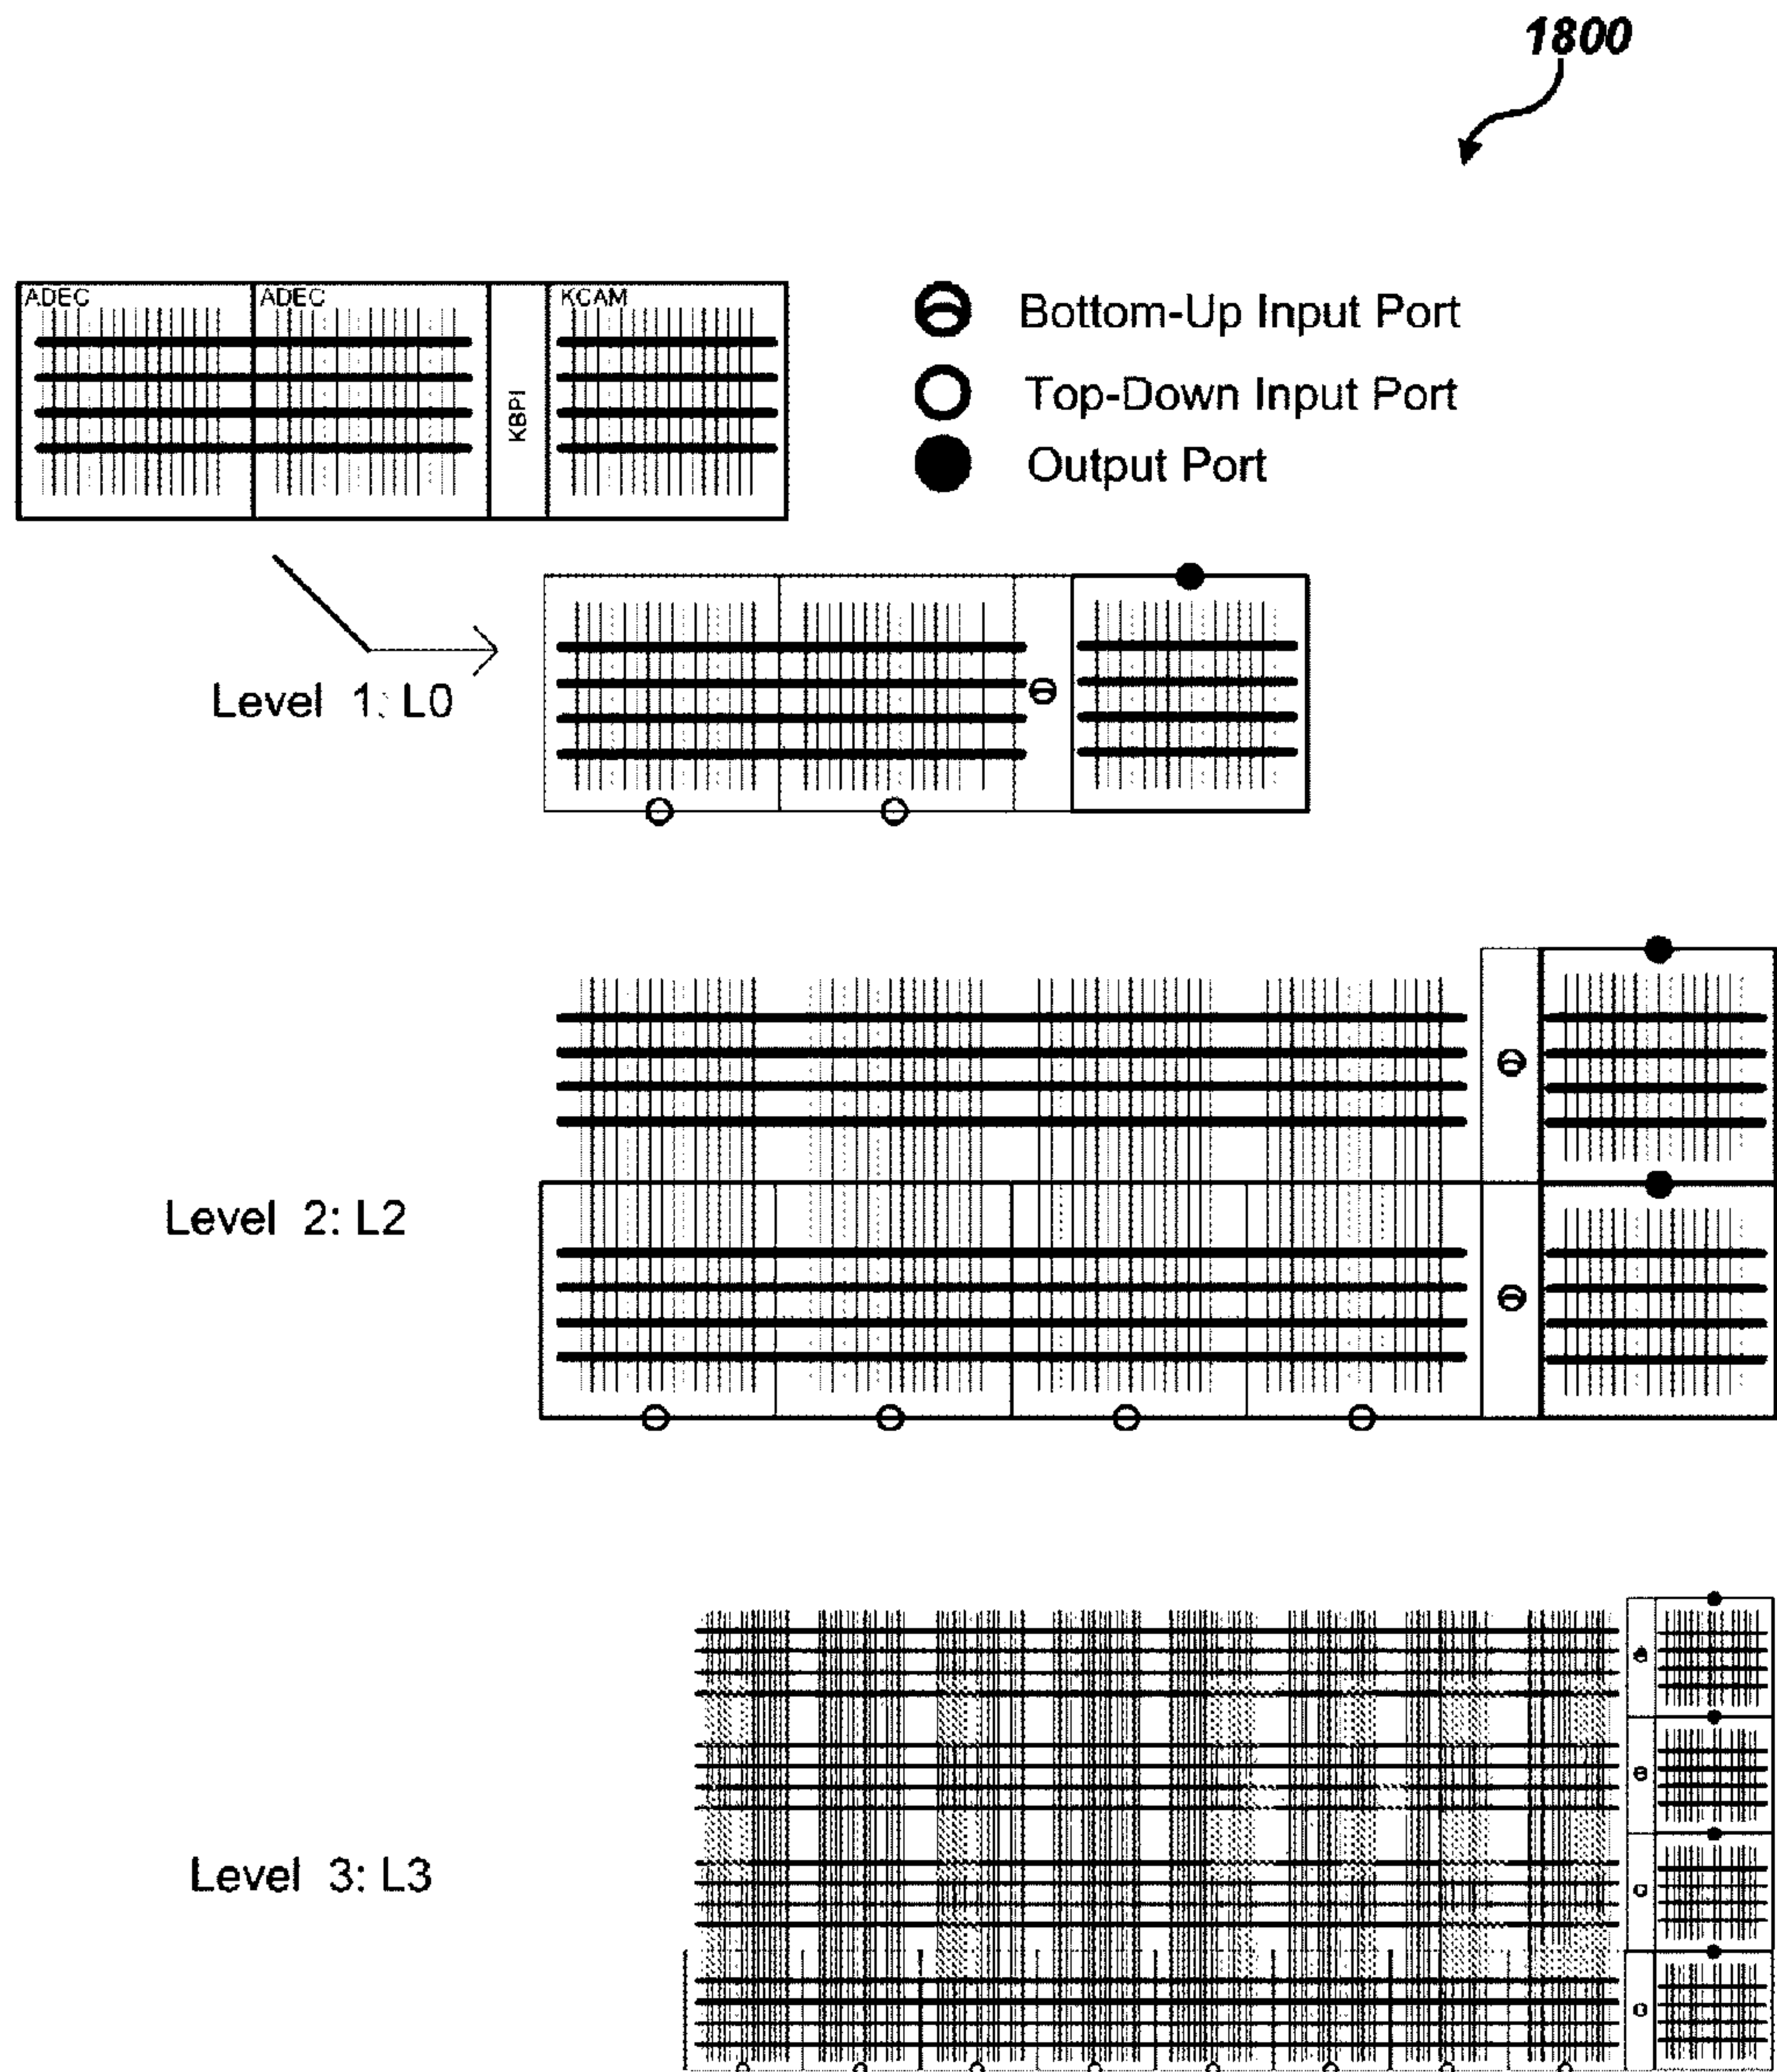 1800
ADEC ADEC KBPI KCAM
Bottom-Up Input Port
Top-Down Input Port
Output Port
Level 1: L0
Level 2: L2
Level 3: L3